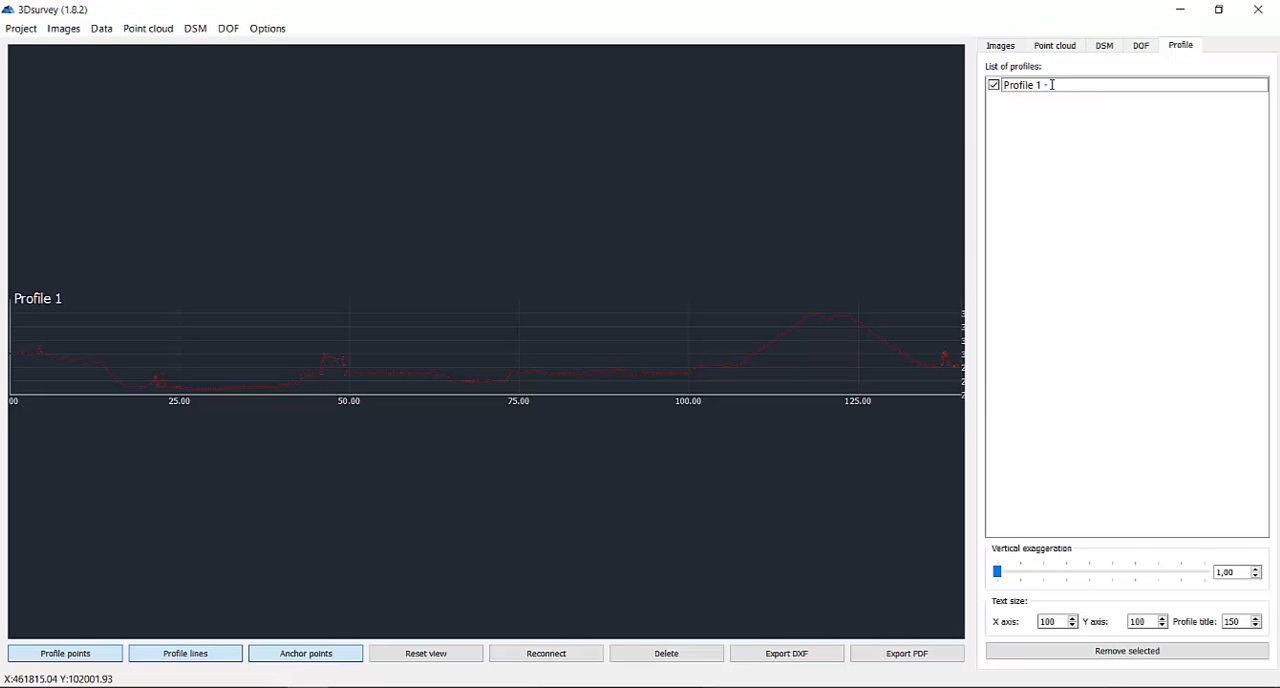 3Dsurvey (1.8.2)
Project Images Data Point cloud DSM DOF Options
Images Point cloud DSM DOF Profile
List of profiles:
Profile 1 -
Profile 1
00 25.00 50.00 75.00 100.00 125.00
Vertical exaggeration
1,00
Text size:
X axis: 100 Y axis: 100 Profile title: 150
Profile points Profile lines Anchor points Reset view Reconnect Delete Export DXF Export PDF Remove selected
X:461815.04 Y:102001.93